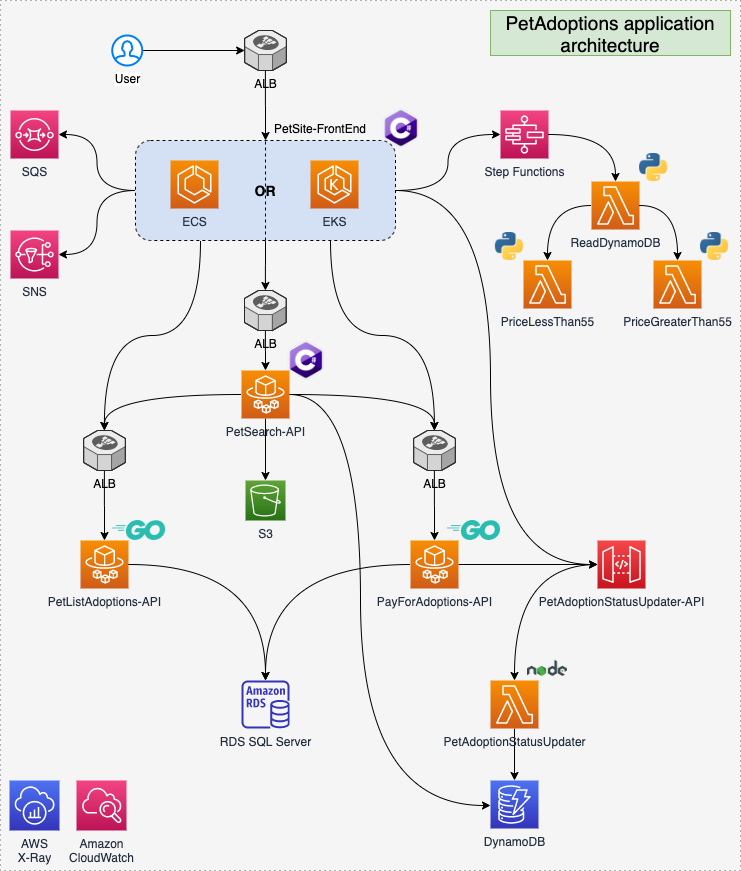 PetAdoptions application
architecture
User
ALB
PetSite-FrontEnd
SQS
Step Functions
ECS
OR
EKS
K
ReadDynamoDB
SNS
PriceLessThan55
PriceGreaterThan55
ALB
C
PetSearch-API
ALB
ALB
S3
GO
GO
PetListAdoptions-API
PayForAdoptions-API
PetAdoptionStatusUpdater-API
node
Amazon
RDS
RDS SQL Server
PetAdoptionStatusUpdater
AWS
X-Ray
Amazon
CloudWatch
DynamoDB